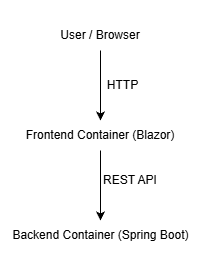 User / Browser
HTTP
Frontend Container (Blazor)
REST API
Backend Container (Spring Boot)